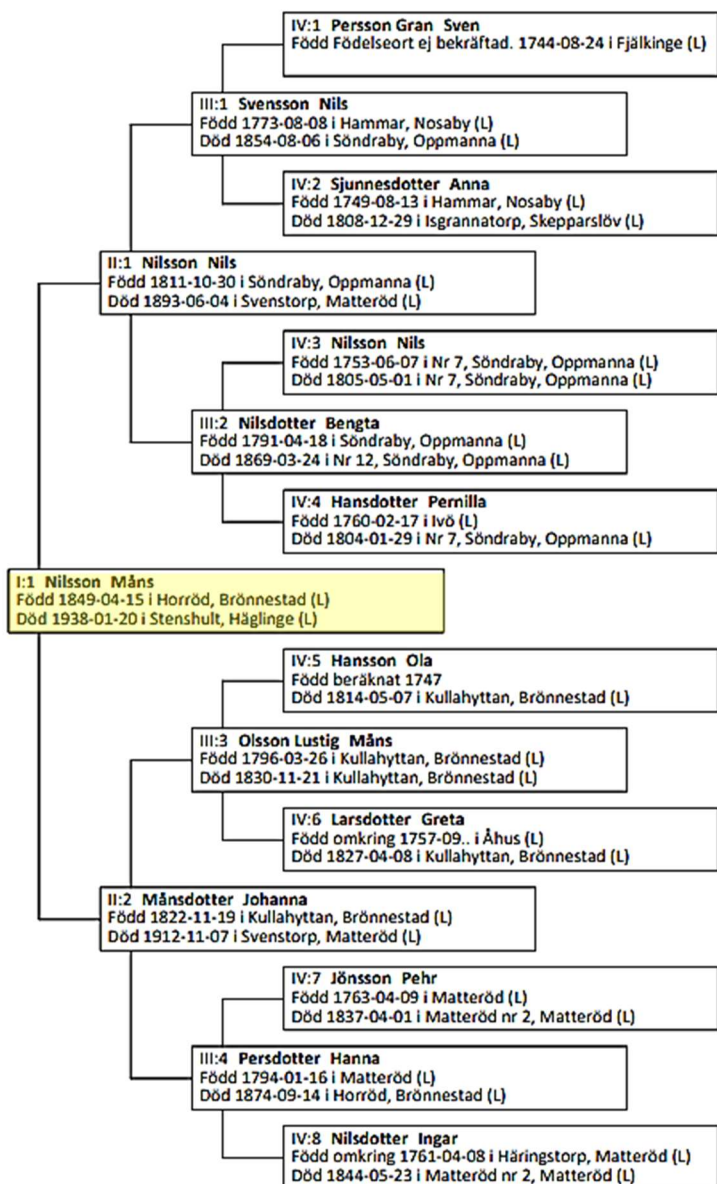 IV:1 Persson Gran Sven
Född Födelseort ej bekräftad. 1744-08-24 i Fjälkinge (L)
III:1 Svensson Nils
Född 1773-08-08 i Hammar, Nosaby (L)
Död 1854-08-06 i Söndraby, Oppmanna (L)
IV:2 Sjunnesdotter Anna
Född 1749-08-13 i Hammar, Nosaby (L)
Död 1808-12-29 i Isgrannatorp, Skepparslöv (L)
II:1 Nilsson Nils
Född 1811-10-30 i Söndraby, Oppmanna (L)
Död 1893-06-04 i Svenstorp, Matteröd (L)
IV:3 Nilsson Nils
Född 1753-06-07 i Nr 7, Söndraby, Oppmanna (L)
Död 1805-05-01 i Nr 7, Söndraby, Oppmanna (L)
III:2 Nilsdotter Bengta
Född 1791-04-18 i Söndraby, Oppmanna (L)
Död 1869-03-24 i Nr 12, Söndraby, Oppmanna (L)
IV:4 Hansdotter Pernilla
Född 1760-02-17 i Ivö (L)
Död 1804-01-29 i Nr 7, Söndraby, Oppmanna (L)
I:1 Nilsson Måns
Född 1849-04-15 i Horröd, Brönnestad (L)
Död 1938-01-20 i Stenshult, Häglinge (L)
IV:5 Hansson Ola
Född beräknat 1747
Död 1814-05-07 i Kullahyttan, Brönnestad (L)
III:3 Olsson Lustig Måns
Född 1796-03-26 i Kullahyttan, Brönnestad (L)
Död 1830-11-21 i Kullahyttan, Brönnestad (L)
IV:6 Larsdotter Greta
Född omkring 1757-09.. i Åhus (L)
Död 1827-04-08 i Kullahyttan, Brönnestad (L)
II:2 Månsdotter Johanna
Född 1822-11-19 i Kullahyttan, Brönnestad (L)
Död 1912-11-07 i Svenstorp, Matteröd (L)
IV:7 Jönsson Pehr
Född 1763-04-09 i Matteröd (L)
Död 1837-04-01 i Matteröd nr 2, Matteröd (L)
III:4 Persdotter Hanna
Född 1794-01-16 i Matteröd (L)
Död 1874-09-14 i Horröd, Brönnestad (L)
IV:8 Nilsdotter Ingar
Född omkring 1761-04-08 i Häringstorp, Matteröd (L)
Död 1844-05-23 i Matteröd nr 2, Matteröd (L)